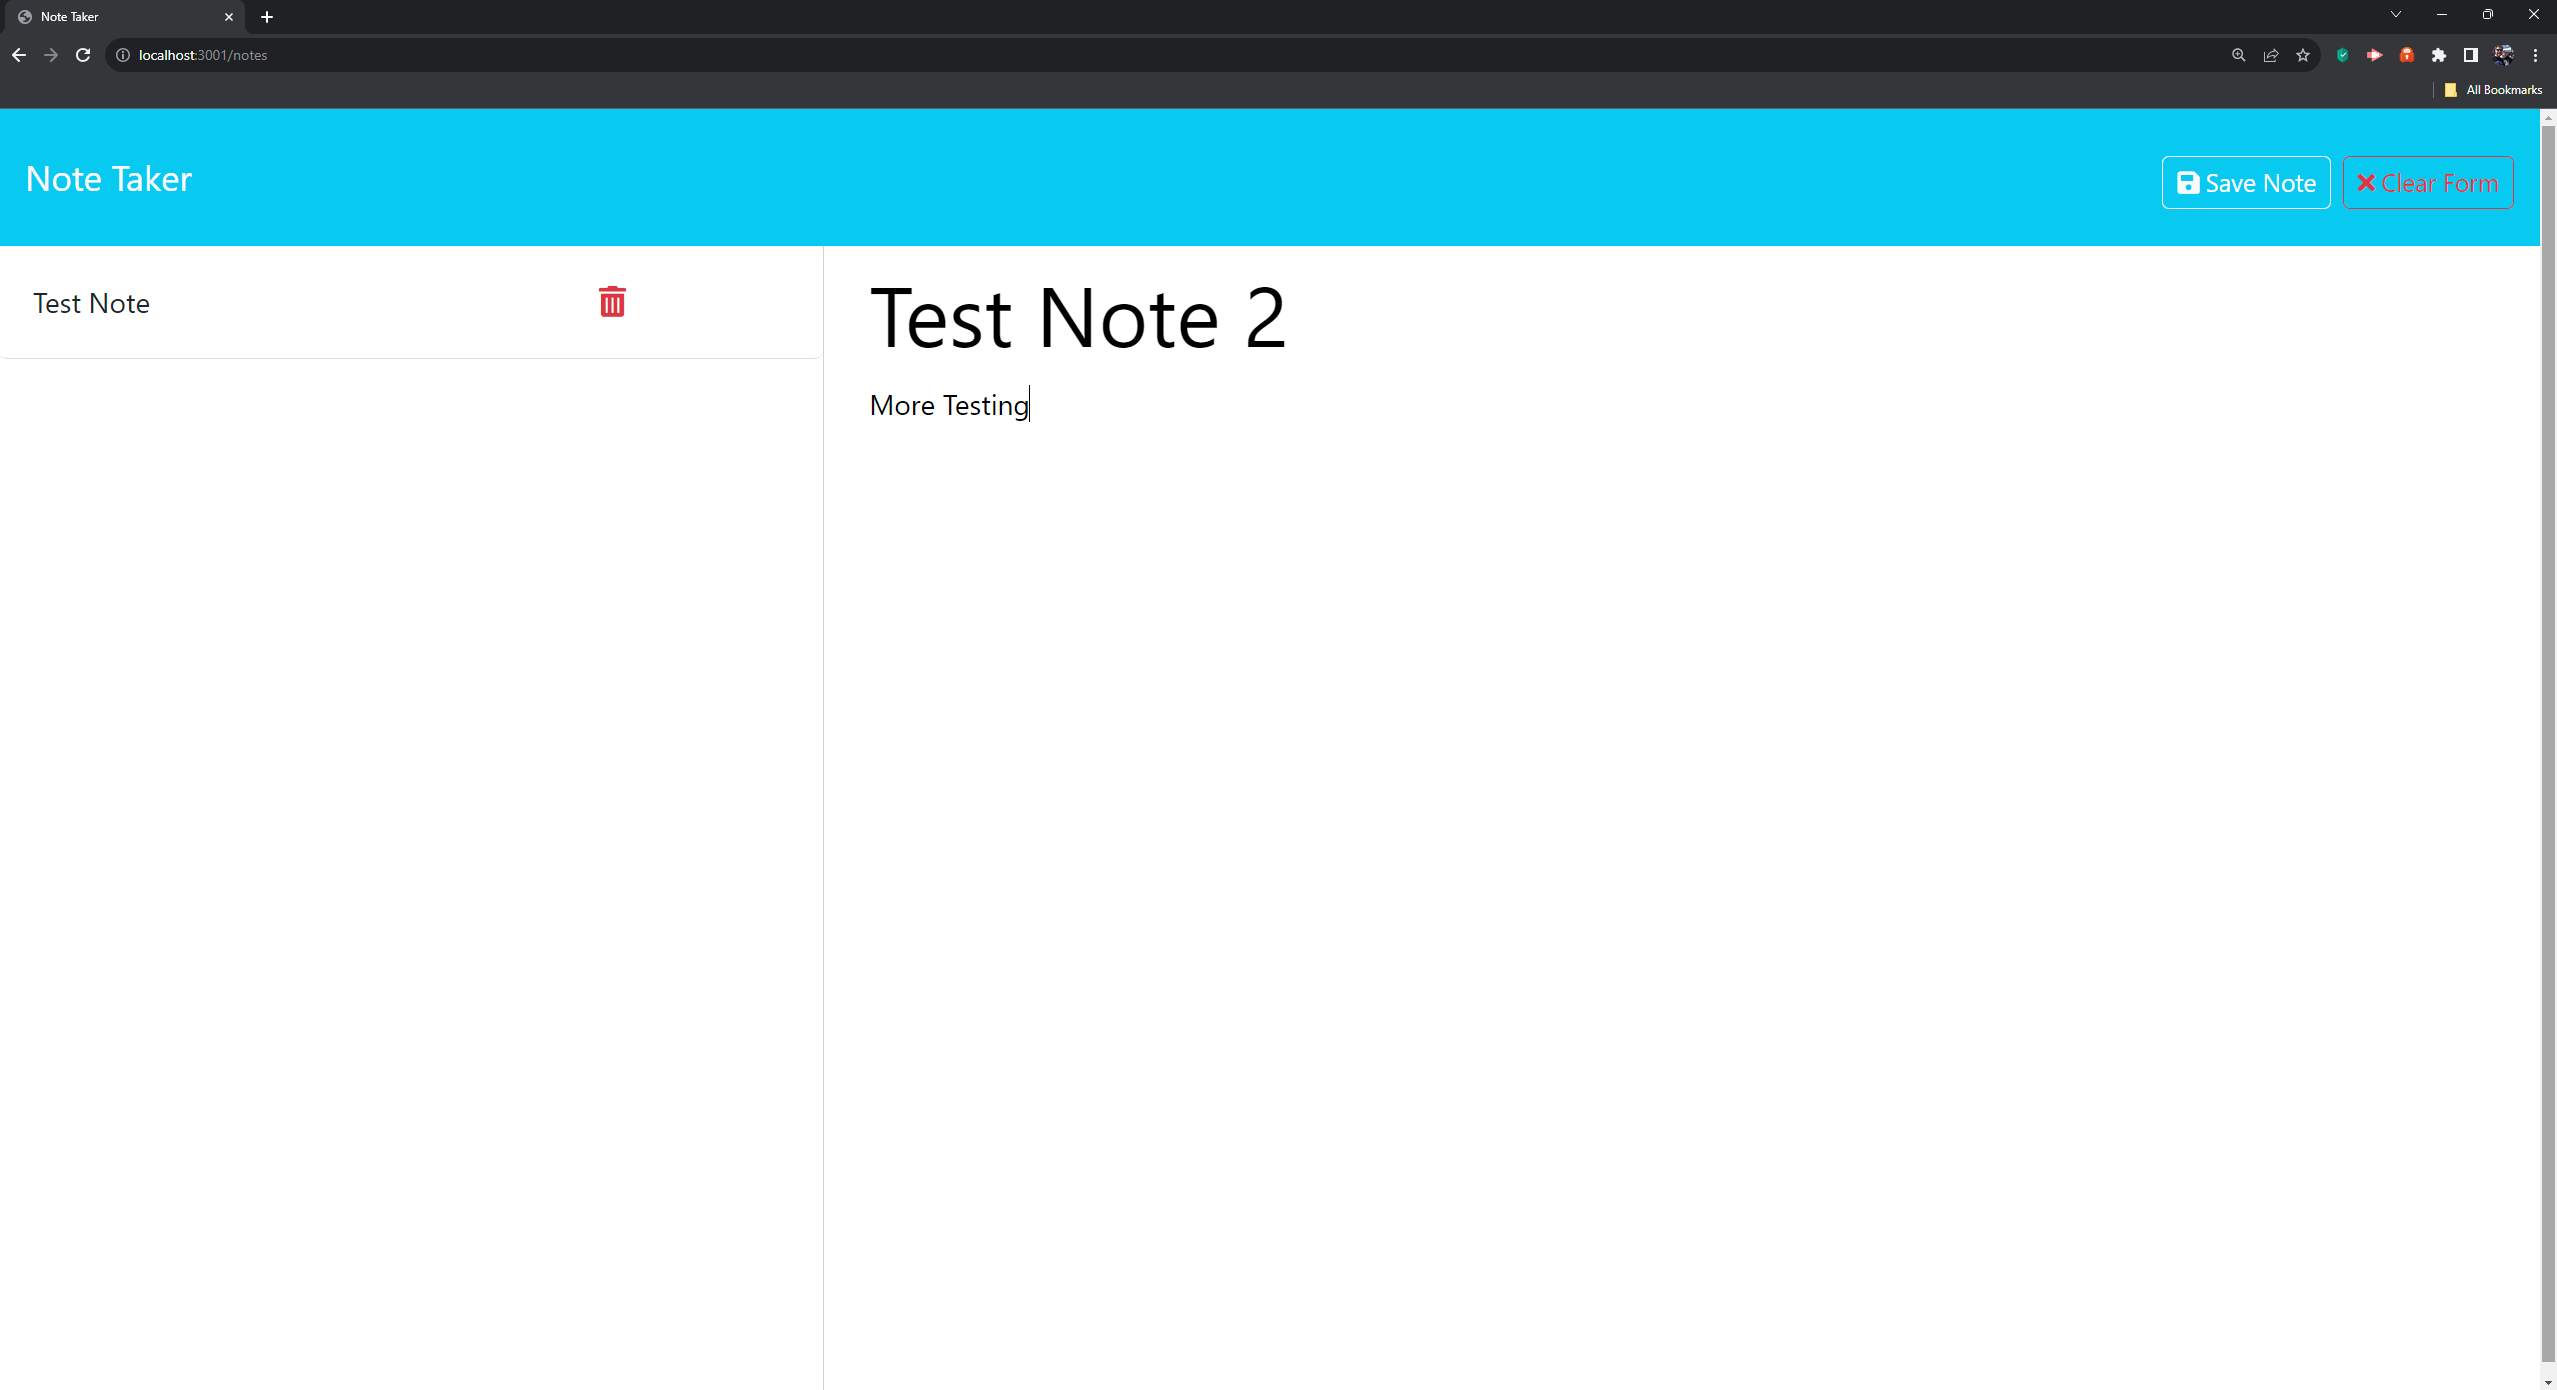 Note Taker
localhost:3001/notes
All Bookmarks
Note Taker
Save Note
Clear Form
Test Note
Test Note 2
More Testing